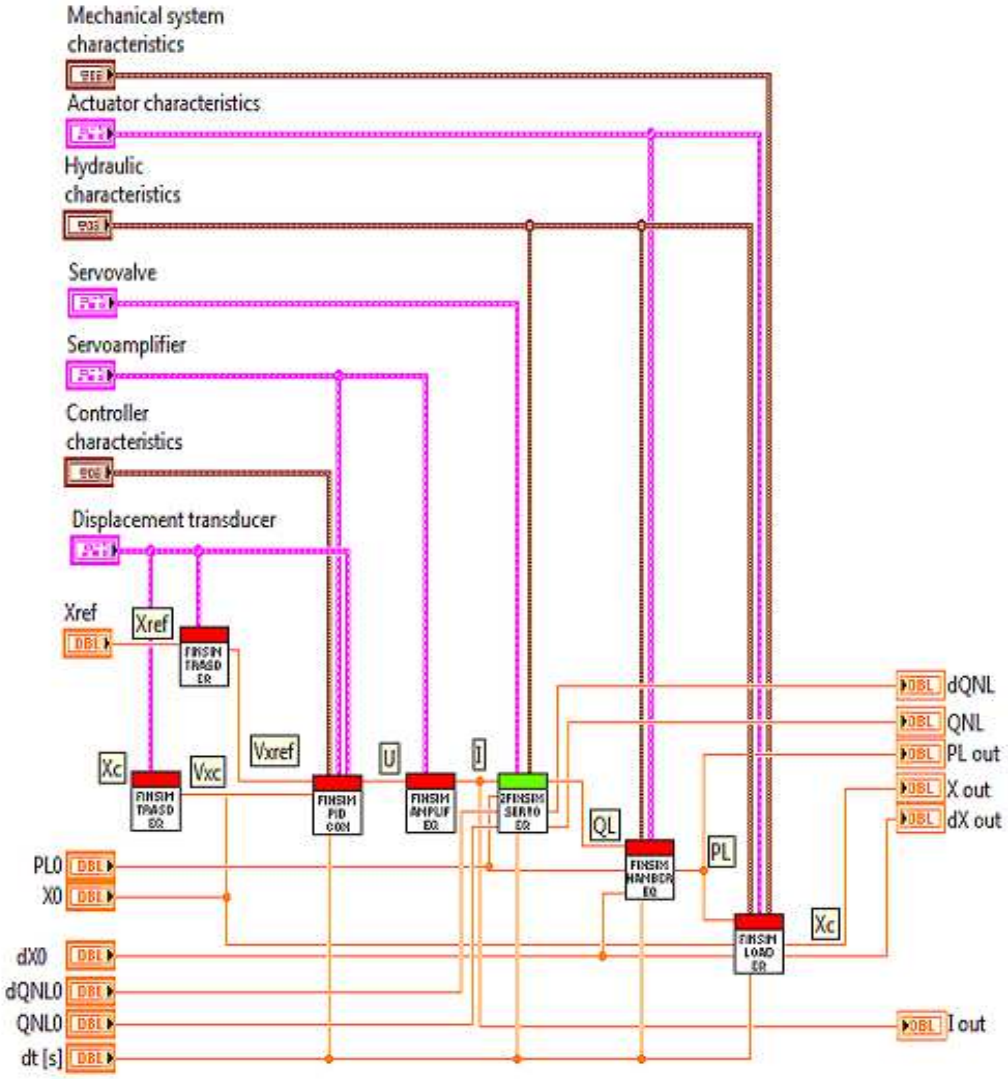 Mechanical system
characteristics
Actuator characteristics
Hydraulic
characteristics
Servovalve
Servoamplifier
Controller
characteristics
Displacement transducer
Xref
DBL
Xref
FINSIM
TRASD
ER
dQNL
DBL
QNL
DBL
PL out
DBL
X out
DBL
dX out
DBL
Xc
Vxc
Vxref
U
I
FINSIM
TRASD
ER
FINSIM
PID
CON
FINSIM
AMPLIF
EQ
2FINSIM
SERVO
ER
QL
FINSIM
HAMBER
EQ
PL
FINSIM
LOAD
ER
Xc
PL0
DBL
X0
DBL
dX0
DBL
dQNL0
DBL
QNL0
DBL
dt [s]
DBL
DBL
I out